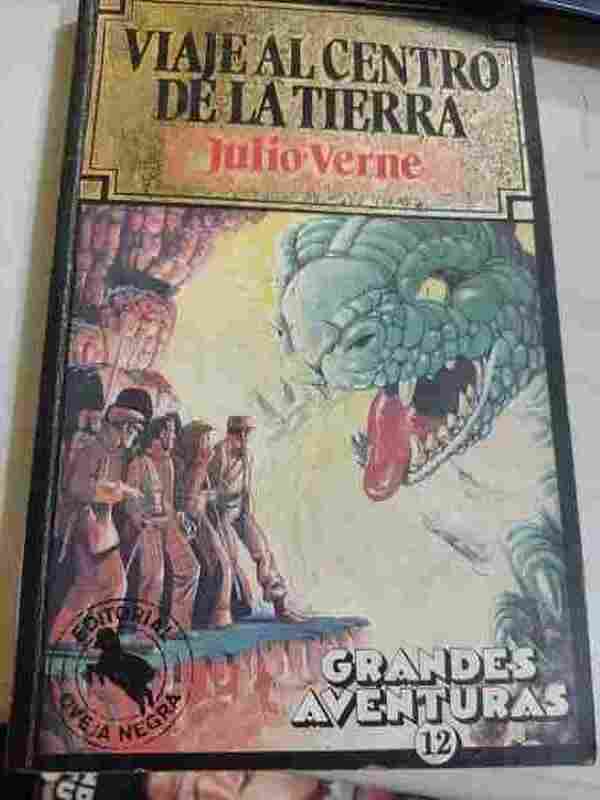 VIAJE AL CENTRO
DE LA TIERRA
Julio Verne
EDITORIAL
OVEJA NEGRA
GRANDES
AVENTURAS
12